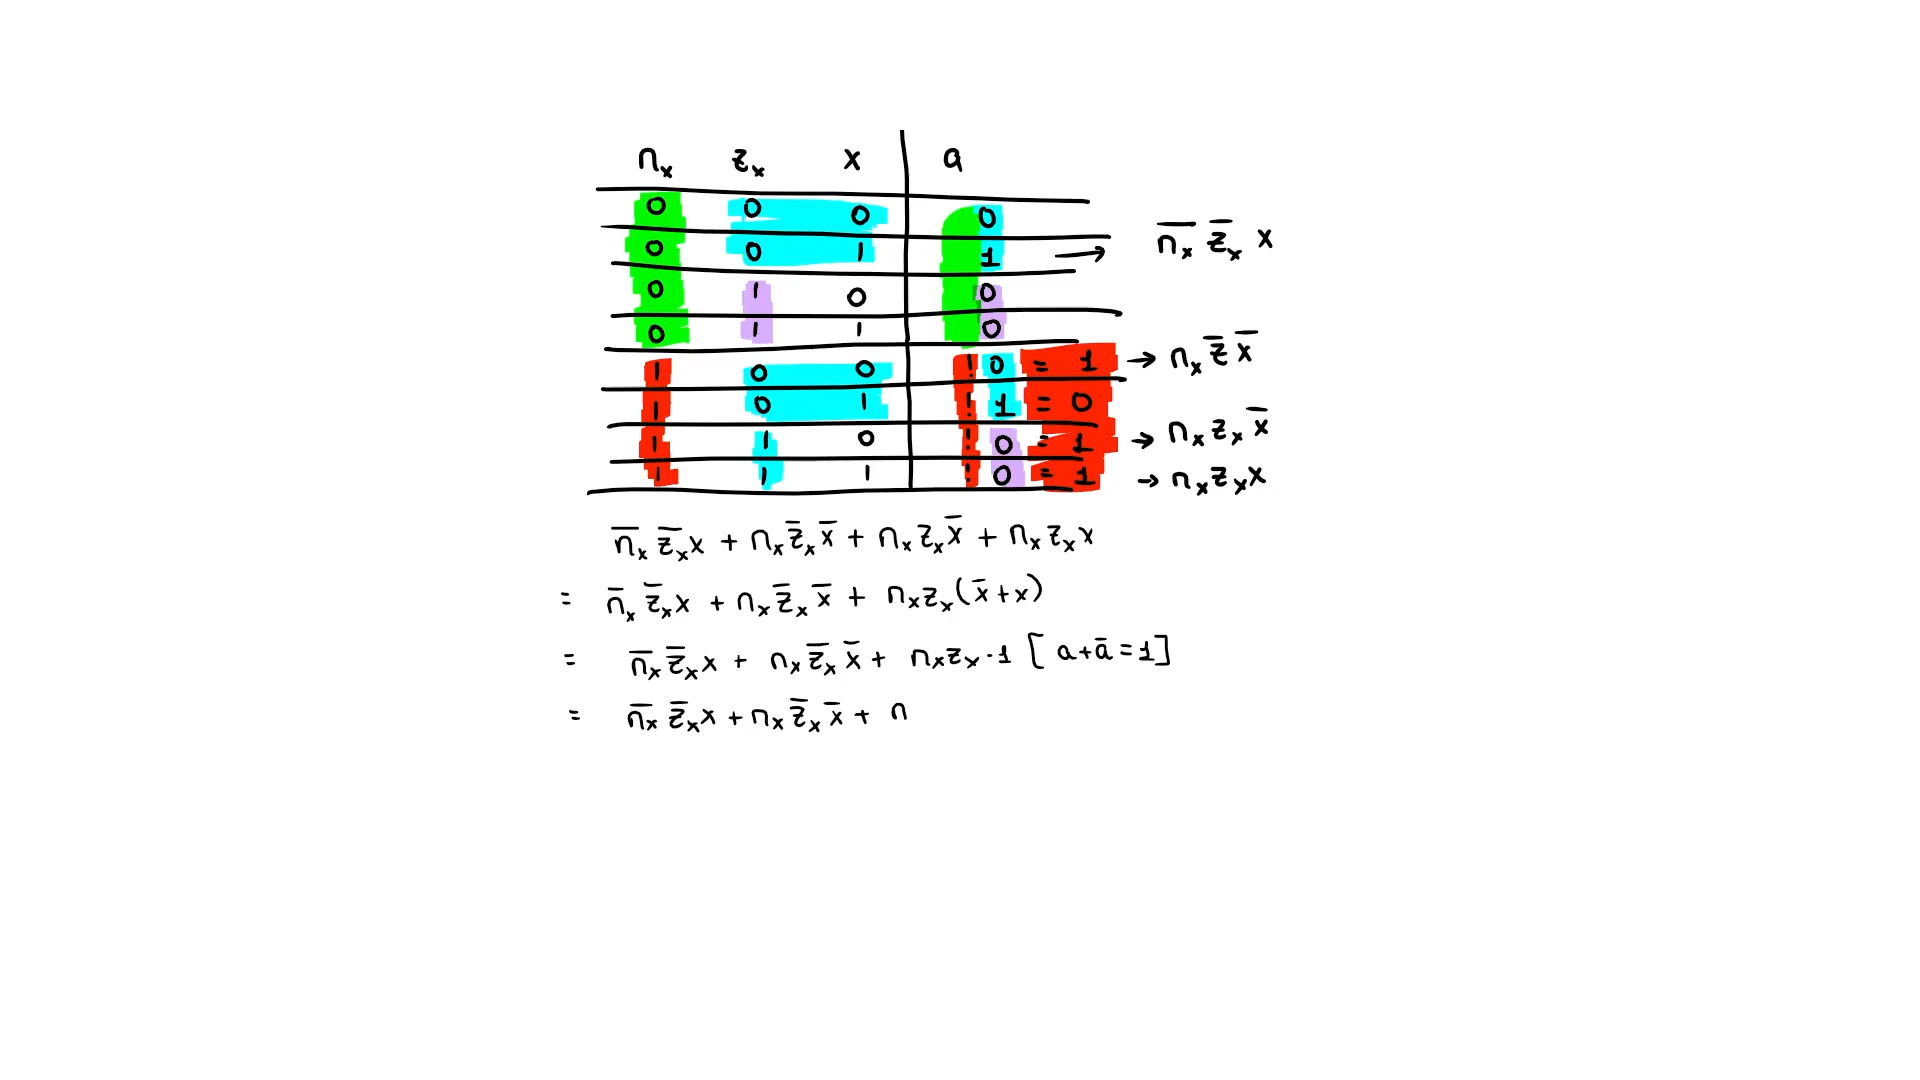 nₓ zₓ x a
0 0 0 0
0 0 1 1 → n̅ₓ z̅ₓ x
0 1 0 0
0 1 1 0
1 0 0 !0 = 1 → nₓ z̅ x̅
1 0 1 !1 = 0
1 1 0 !0 = 1 → nₓ zₓ x̅
1 1 1 !0 = 1 → nₓ zₓ x
n̅ₓ z̅ₓ x + nₓ z̅ₓ x̅ + nₓ zₓ x̅ + nₓ zₓ x
= n̅ₓ z̅ₓ x + nₓ z̅ₓ x̅ + nₓ zₓ (x̅ + x)
= n̅ₓ z̅ₓ x + nₓ z̅ₓ x̅ + nₓ zₓ · 1 [a + a̅ = 1]
= n̅ₓ z̅ₓ x + nₓ z̅ₓ x̅ + n